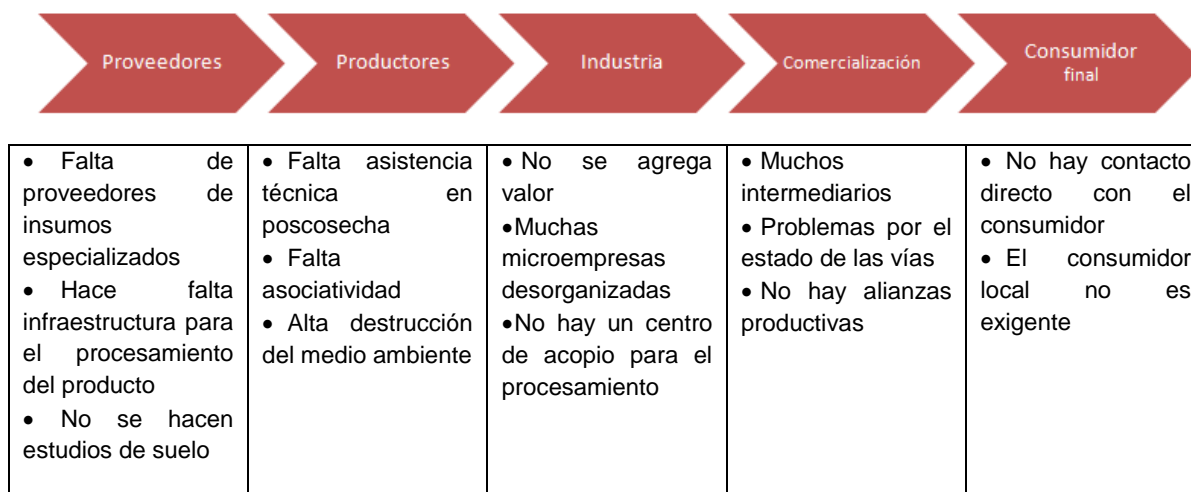 Proveedores
Productores
Industria
Comercialización
Consumidor
final
• Falta de
proveedores de
insumos
especializados
• Hace falta
infraestructura para
el procesamiento
del producto
• No se hacen
estudios de suelo
• Falta asistencia
técnica en
poscosecha
• Falta
asociatividad
• Alta destrucción
del medio ambiente
• No se agrega
valor
•Muchas
microempresas
desorganizadas
•No hay un centro
de acopio para el
procesamiento
• Muchos
intermediarios
• Problemas por el
estado de las vías
• No hay alianzas
productivas
• No hay contacto
directo con el
consumidor
• El consumidor
local no es
exigente